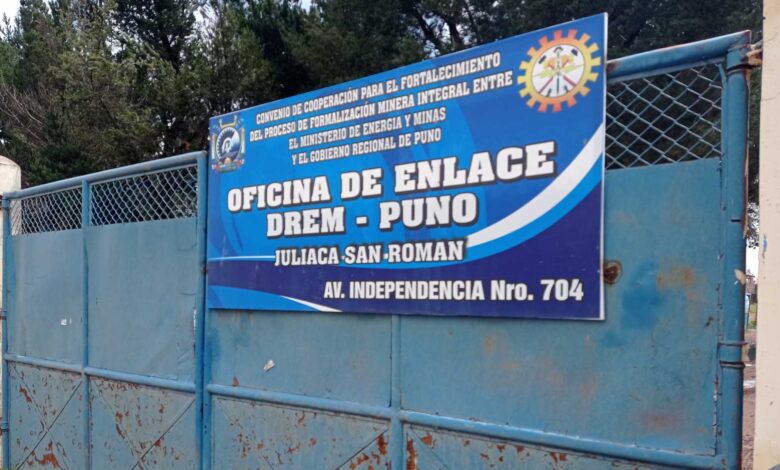 CONVENIO DE COOPERACIÓN PARA EL FORTALECIMIENTO
DEL PROCESO DE FORMALIZACIÓN MINERA INTEGRAL ENTRE
EL MINISTERIO DE ENERGIA Y MINAS
Y EL GOBIERNO REGIONAL DE PUNO
OFICINA DE ENLACE
DREM - PUNO
JULIACA SAN ROMAN
AV. INDEPENDENCIA Nro. 704